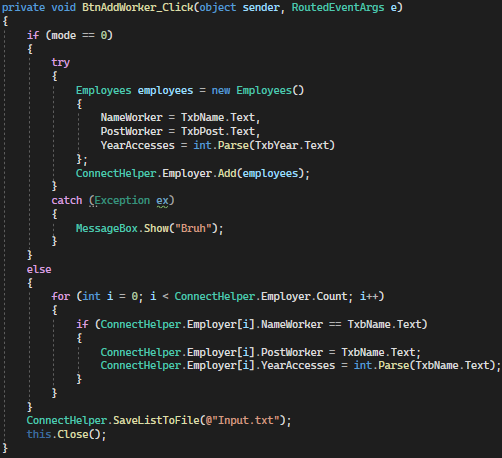 private void BtnAddWorker_Click(object sender, RoutedEventArgs e)
{
    if (mode == 0)
    {
        try
        {
            Employees employees = new Employees()
            {
                NameWorker = TxbName.Text,
                PostWorker = TxbPost.Text,
                YearAccesses = int.Parse(TxbYear.Text)
            };
            ConnectHelper.Employer.Add(employees);
        }
        catch (Exception ex)
        {
            MessageBox.Show("Bruh");
        }
    }
    else
    {
        for (int i = 0; i < ConnectHelper.Employer.Count; i++)
        {
            if (ConnectHelper.Employer[i].NameWorker == TxbName.Text)
            {
                ConnectHelper.Employer[i].PostWorker = TxbName.Text;
                ConnectHelper.Employer[i].YearAccesses = int.Parse(TxbName.Text);
            }
        }
    }
    ConnectHelper.SaveListToFile(@"Input.txt");
    this.Close();
}